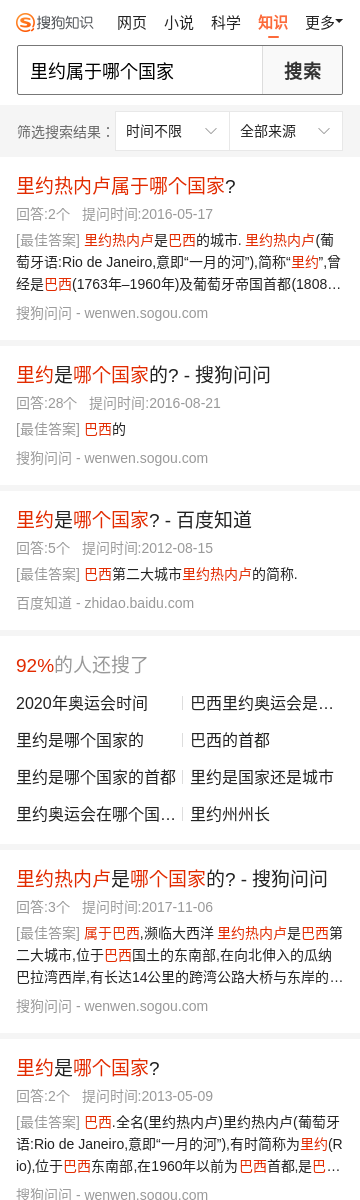 搜狗知识 网页 小说 科学 知识 更多
里约属于哪个国家 搜索
筛选搜索结果： 时间不限 全部来源
里约热内卢属于哪个国家?
回答:2个 提问时间:2016-05-17
[最佳答案] 里约热内卢是巴西的城市. 里约热内卢(葡
萄牙语:Rio de Janeiro,意即“一月的河”),简称“里约”,曾
经是巴西(1763年–1960年)及葡萄牙帝国首都(1808…
搜狗问问 - wenwen.sogou.com
里约是哪个国家的? - 搜狗问问
回答:28个 提问时间:2016-08-21
[最佳答案] 巴西的
搜狗问问 - wenwen.sogou.com
里约是哪个国家? - 百度知道
回答:5个 提问时间:2012-08-15
[最佳答案] 巴西第二大城市里约热内卢的简称.
百度知道 - zhidao.baidu.com
92%的人还搜了
2020年奥运会时间 巴西里约奥运会是…
里约是哪个国家的 巴西的首都
里约是哪个国家的首都 里约是国家还是城市
里约奥运会在哪个国… 里约州州长
里约热内卢是哪个国家的? - 搜狗问问
回答:3个 提问时间:2017-11-06
[最佳答案] 属于巴西,濒临大西洋 里约热内卢是巴西第
二大城市,位于巴西国土的东南部,在向北伸入的瓜纳
巴拉湾西岸,有长达14公里的跨湾公路大桥与东岸的…
搜狗问问 - wenwen.sogou.com
里约是哪个国家?
回答:2个 提问时间:2013-05-09
[最佳答案] 巴西.全名(里约热内卢)里约热内卢(葡萄牙
语:Rio de Janeiro,意即“一月的河”),有时简称为里约(R
io),位于巴西东南部,在1960年以前为巴西首都,是巴…
搜狗问问 - wenwen.sogou.com